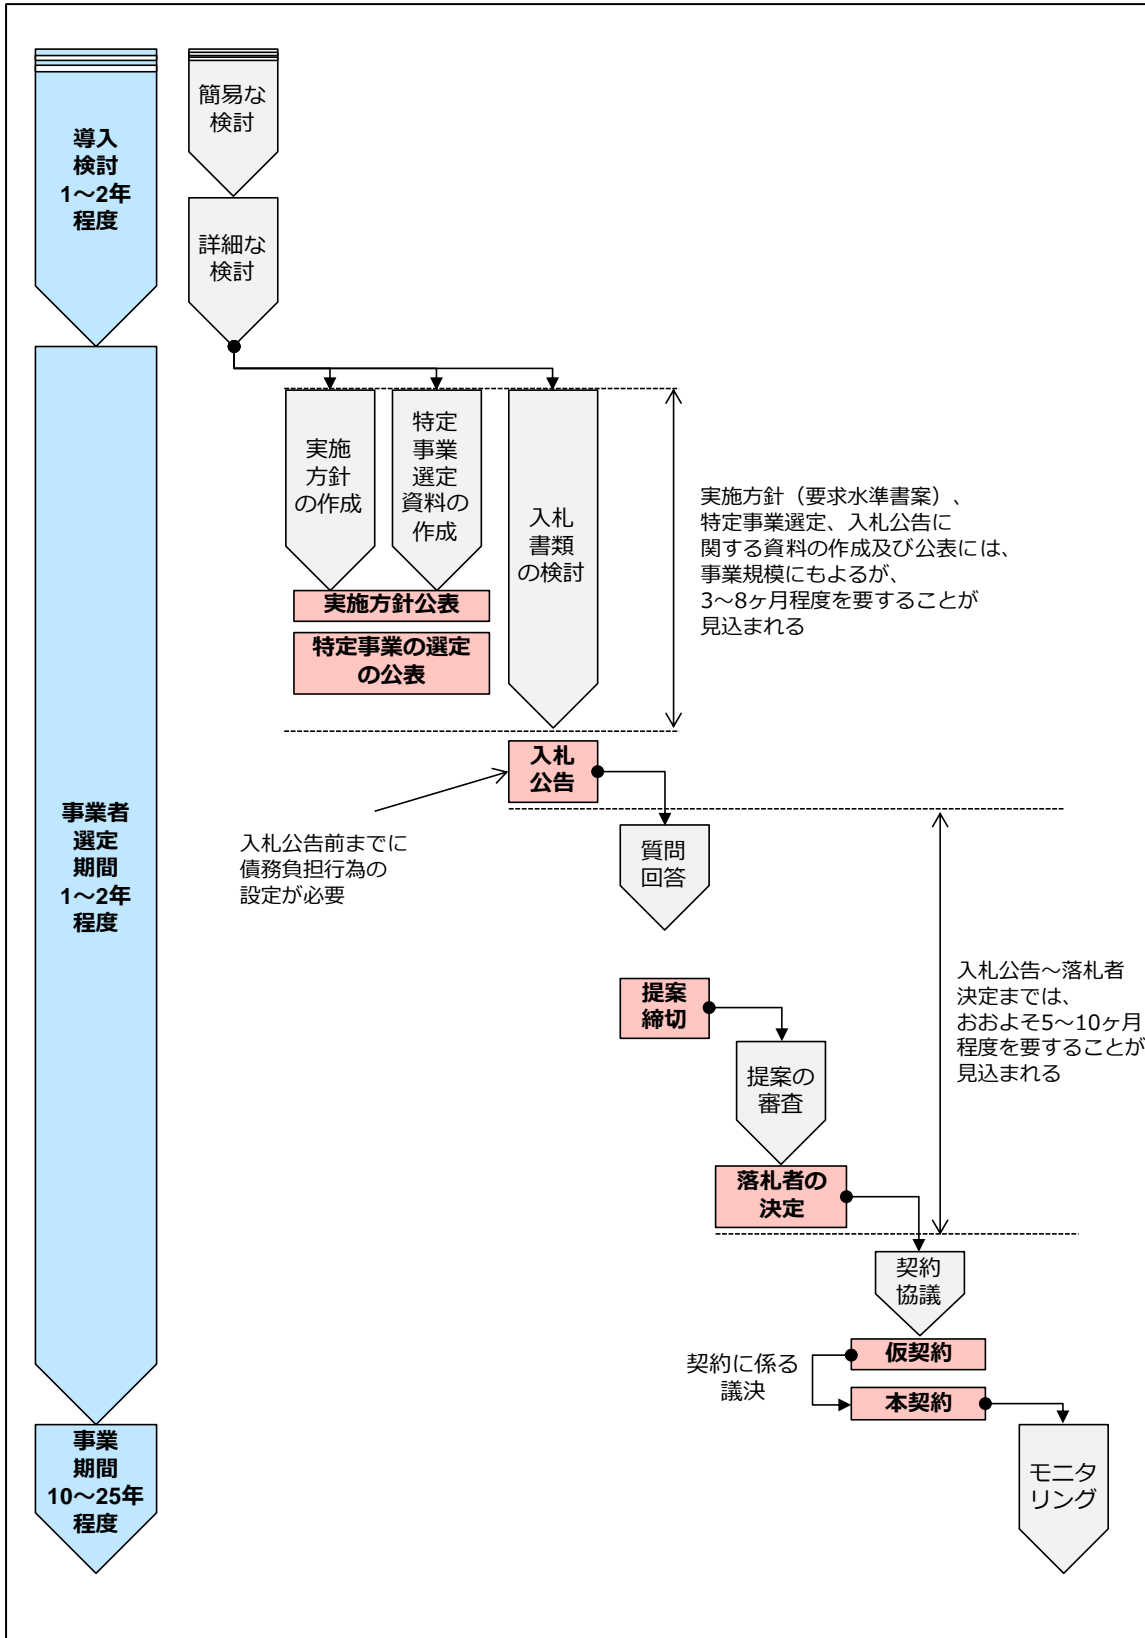 導入
検討
1～2年
程度
簡易な
検討
詳細な
検討
事業者
選定
期間
1～2年
程度
実施
方針
の作成
特定
事業
選定
資料の
作成
入札
書類
の検討
実施方針（要求水準書案）、
特定事業選定、入札公告に
関する資料の作成及び公表には、
事業規模にもよるが、
3～8ヶ月程度を要することが
見込まれる
実施方針公表
特定事業の選定
の公表
入札
公告
入札公告前までに
債務負担行為の
設定が必要
質問
回答
提案
締切
入札公告～落札者
決定までは、
おおよそ5～10ヶ月
程度を要することが
見込まれる
提案の
審査
落札者の
決定
契約
協議
仮契約
契約に係る
議決
本契約
事業
期間
10～25年
程度
モニタ
リング